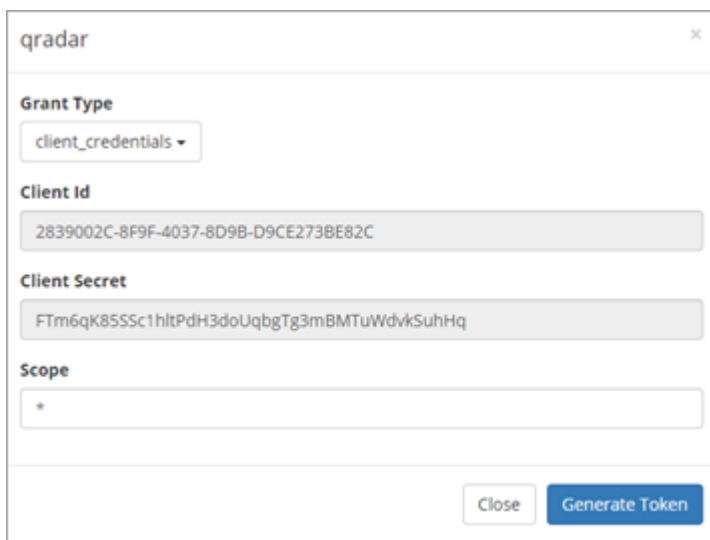 qradar
×
Grant Type
client_credentials
Client Id
2839002C-8F9F-4037-8D9B-D9CE273BE82C
Client Secret
FTm6qK85SSc1hltPdH3doUqbgTg3mBMTuWdvkSuhHq
Scope
*
Close
Generate Token